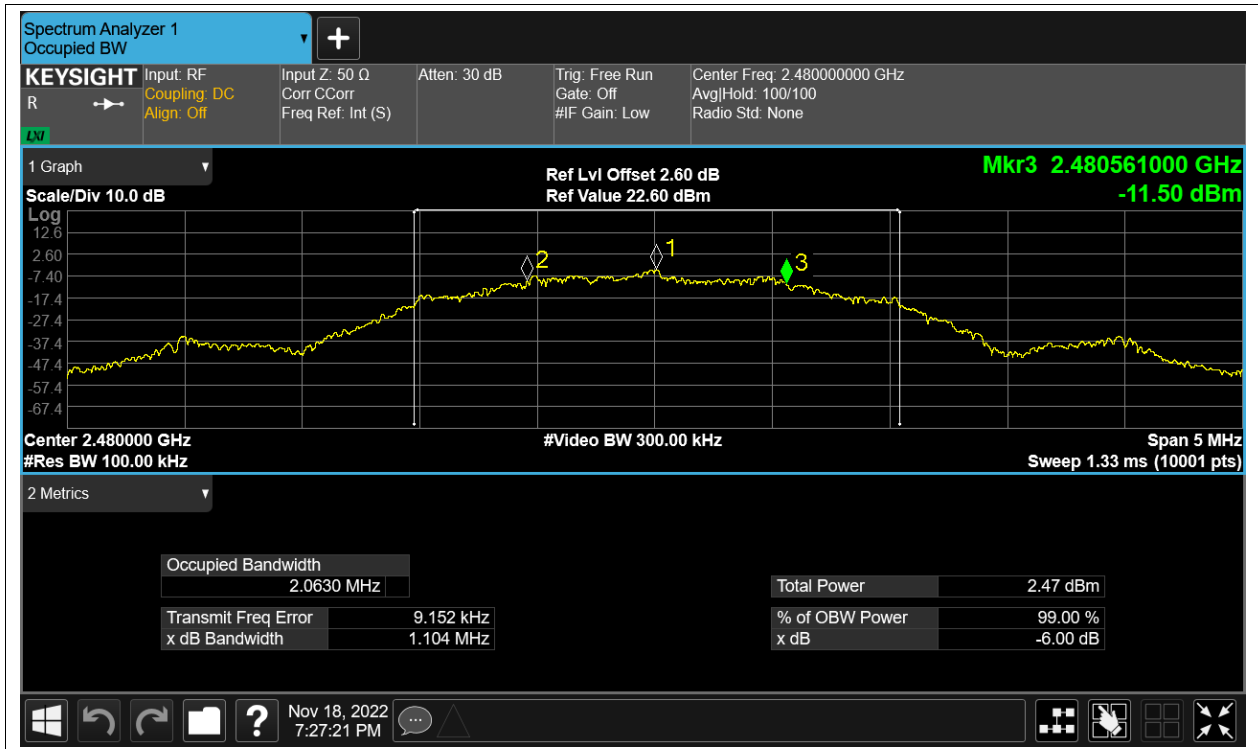 Spectrum Analyzer 1
Occupied BW
+
KEYSIGHT Input: RF Input Z: 50 Ω Atten: 30 dB Trig: Free Run Center Freq: 2.480000000 GHz
R Coupling: DC Corr CCorr Gate: Off Avg|Hold: 100/100
Align: Off Freq Ref: Int (S) #IF Gain: Low Radio Std: None
LXI
1 Graph
Ref Lvl Offset 2.60 dB Mkr3 2.480561000 GHz
Scale/Div 10.0 dB Ref Value 22.60 dBm -11.50 dBm
Log
12.6
2.60
-7.40
-17.4
-27.4
-37.4
-47.4
-57.4
-67.4
2 1 3
Center 2.480000 GHz #Video BW 300.00 kHz Span 5 MHz
#Res BW 100.00 kHz Sweep 1.33 ms (10001 pts)
2 Metrics
Occupied Bandwidth
2.0630 MHz Total Power 2.47 dBm
Transmit Freq Error 9.152 kHz % of OBW Power 99.00 %
x dB Bandwidth 1.104 MHz x dB -6.00 dB
? Nov 18, 2022
7:27:21 PM